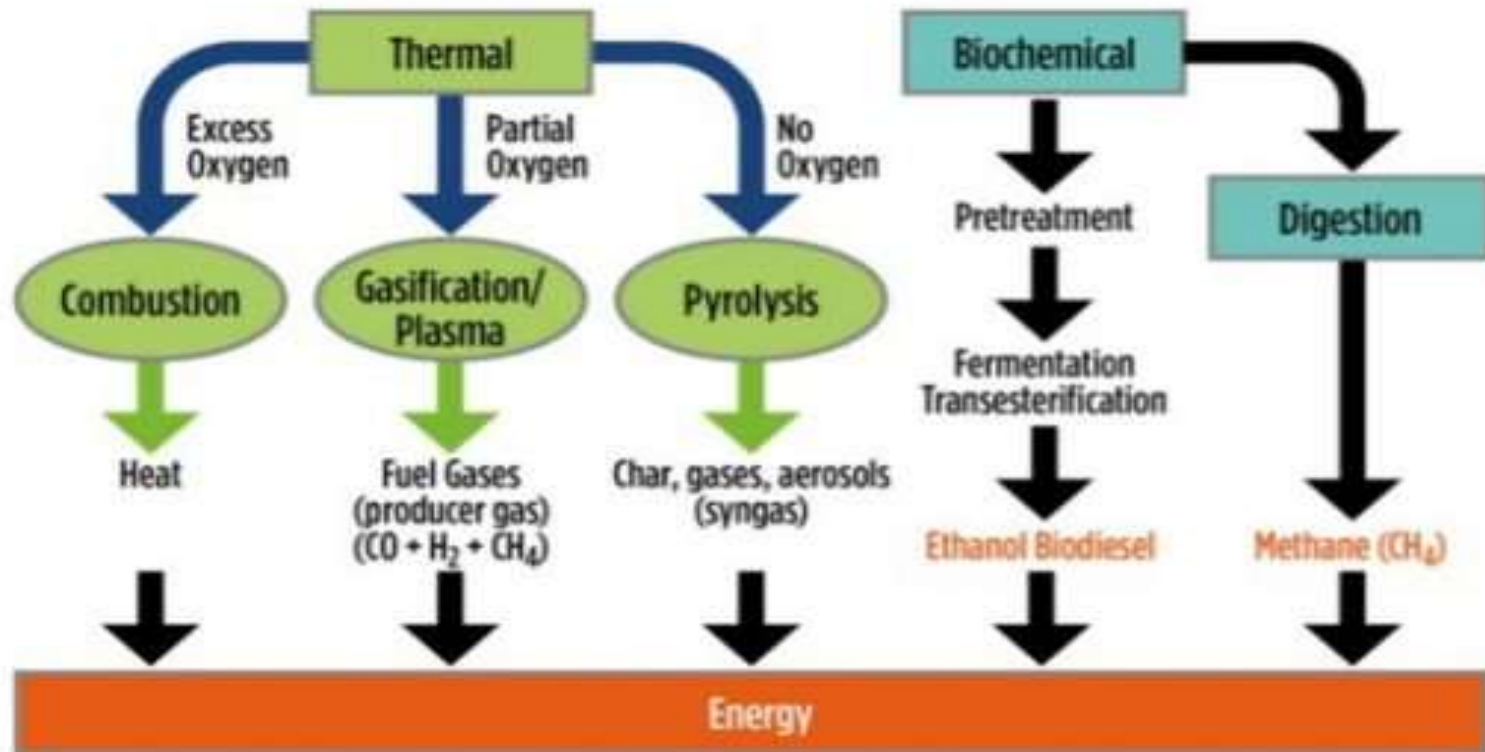 Thermal
Biochemical
Excess
Oxygen
Partial
Oxygen
No
Oxygen
Pretreatment
Digestion
Combustion
Gasification/
Plasma
Pyrolysis
Fermentation
Transesterification
Heat
Fuel Gases
(producer gas)
(CO + H₂ + CH₄)
Char, gases, aerosols
(syngas)
Ethanol Biodiesel
Methane (CH₄)
Energy